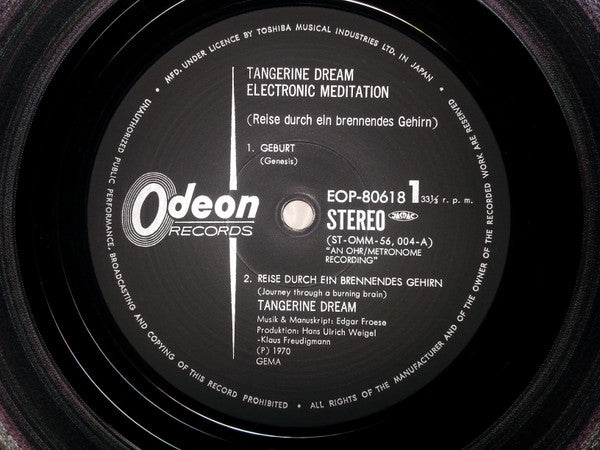 • MFD. UNDER LICENCE BY TOSHIBA MUSICAL INDUSTRIES LTD. IN JAPAN •
TANGERINE DREAM
ELECTRONIC MEDITATION
(Reise durch ein brennendes Gehirn)
1. GEBURT
(Genesis)
Odeon
RECORDS
EOP-80618 1 33⅓ r. p. m.
STEREO JASRAC
(ST-OMM-56, 004-A)
"AN OHR/METRONOME
RECORDING"
2. REISE DURCH EIN BRENNENDES GEHIRN
(Journey through a burning brain)
TANGERINE DREAM
Musik & Manuskript: Edgar Froese
Produktion: Hans Ulrich Weigel
-Klaus Freudigmann
(P) 1970
GEMA
UNAUTHORIZED PUBLIC PERFORMANCE, BROADCASTING AND COPYING OF THIS RECORD PROHIBITED • ALL RIGHTS OF THE MANUFACTURER AND OF THE OWNER OF THE RECORDED WORK ARE RESERVED